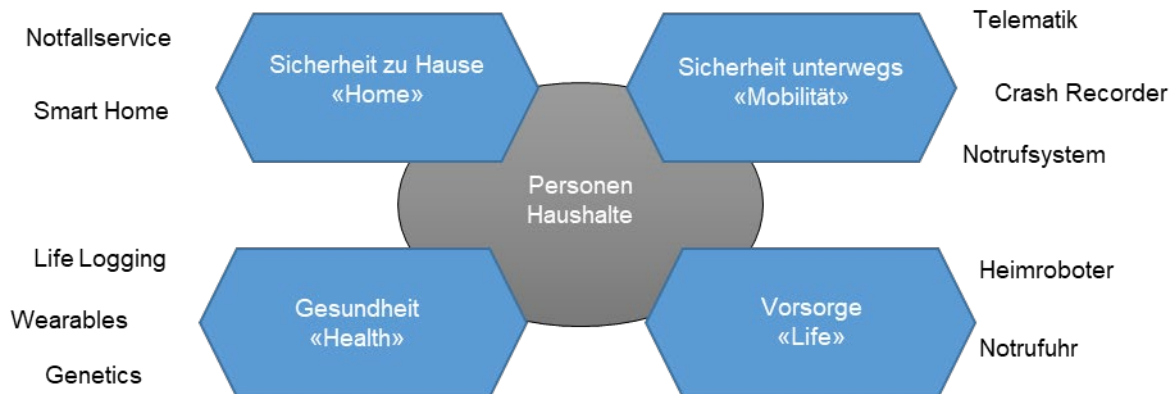 Notfallservice
Smart Home
Sicherheit zu Hause
«Home»
Sicherheit unterwegs
«Mobilität»
Telematik
Crash Recorder
Notrufsystem
Personen
Haushalte
Life Logging
Wearables
Genetics
Gesundheit
«Health»
Vorsorge
«Life»
Heimroboter
Notrufuhr